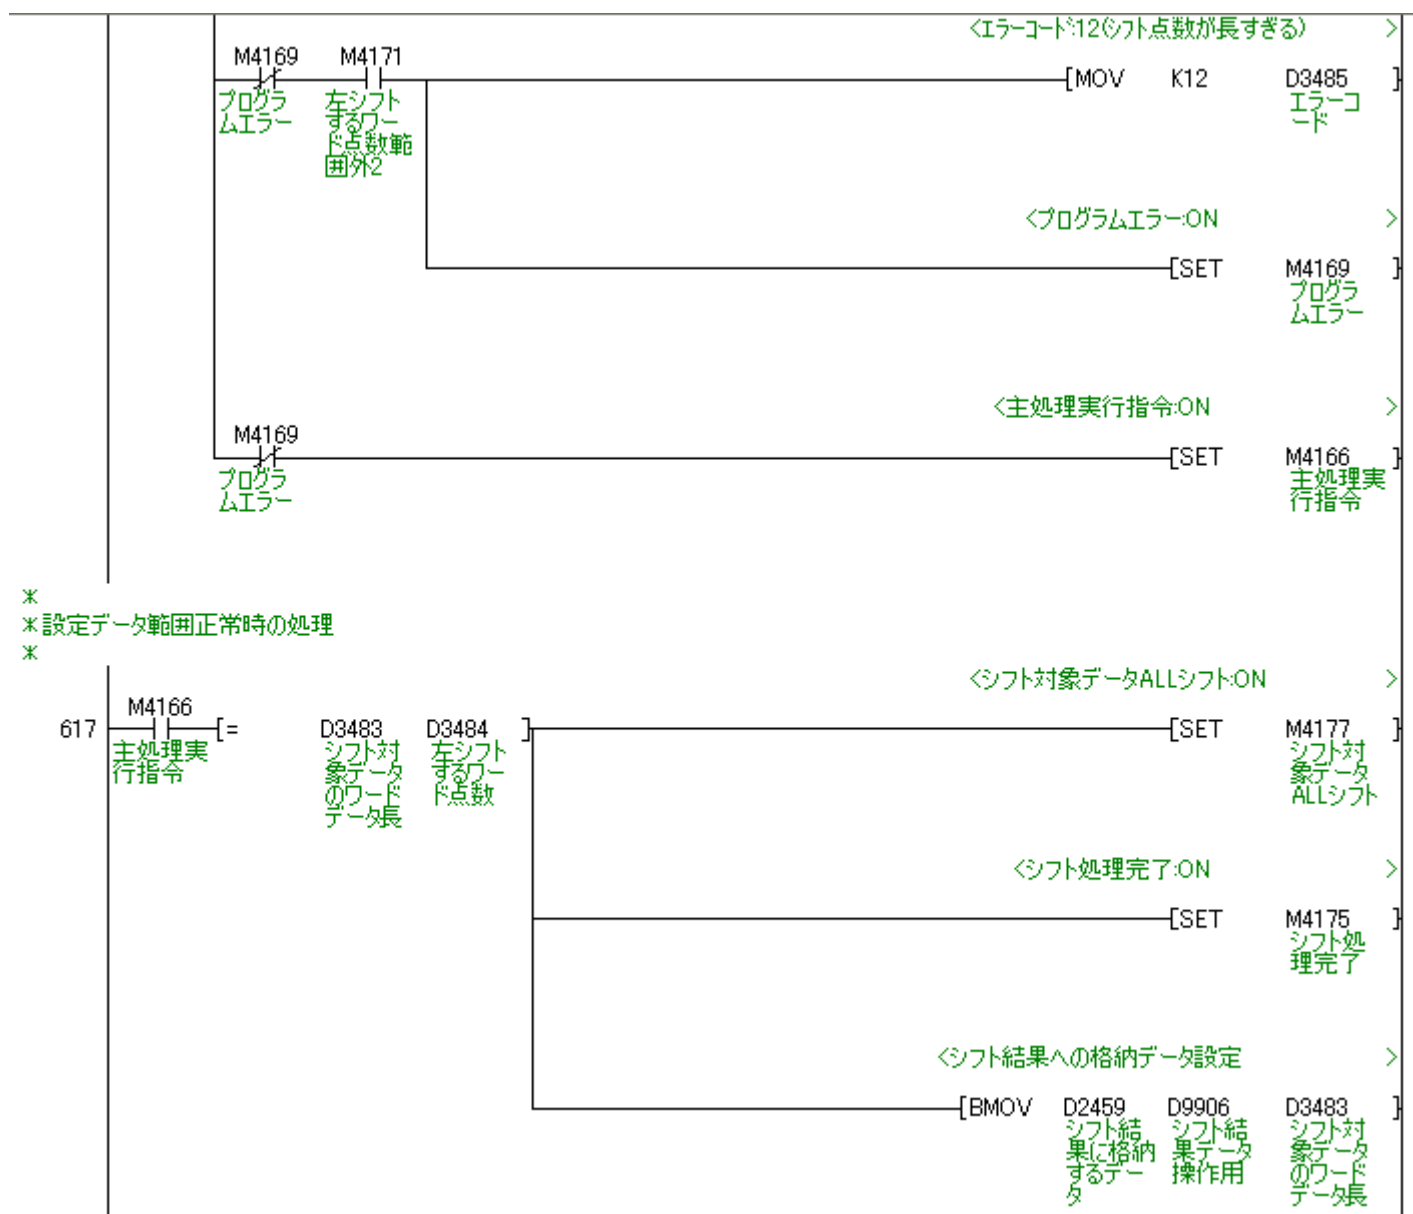 <エラーコード:12(シフト点数が長すぎる) >
M4169 M4171
[MOV K12 D3485 ]
プログラ 左シフト エラーコ
ムエラー するワー ード
ド点数範
囲外2
<プログラムエラー:ON >
[SET M4169 ]
プログラ
ムエラー
<主処理実行指令:ON >
M4169
[SET M4166 ]
プログラ 主処理実
ムエラー 行指令
*
*設定データ範囲正常時の処理
*
<シフト対象データALLシフト:ON >
M4166
617 [= D3483 D3484 ] [SET M4177 ]
主処理実 シフト対 左シフト シフト対
行指令 象データ するワー 象データ
のワード ド点数 ALLシフト
データ長
<シフト処理完了:ON >
[SET M4175 ]
シフト処
理完了
<シフト結果への格納データ設定 >
[BMOV D2459 D9906 D3483 ]
シフト結 シフト結 シフト対
果に格納 果データ 象データ
するデー 操作用 のワード
タ データ長